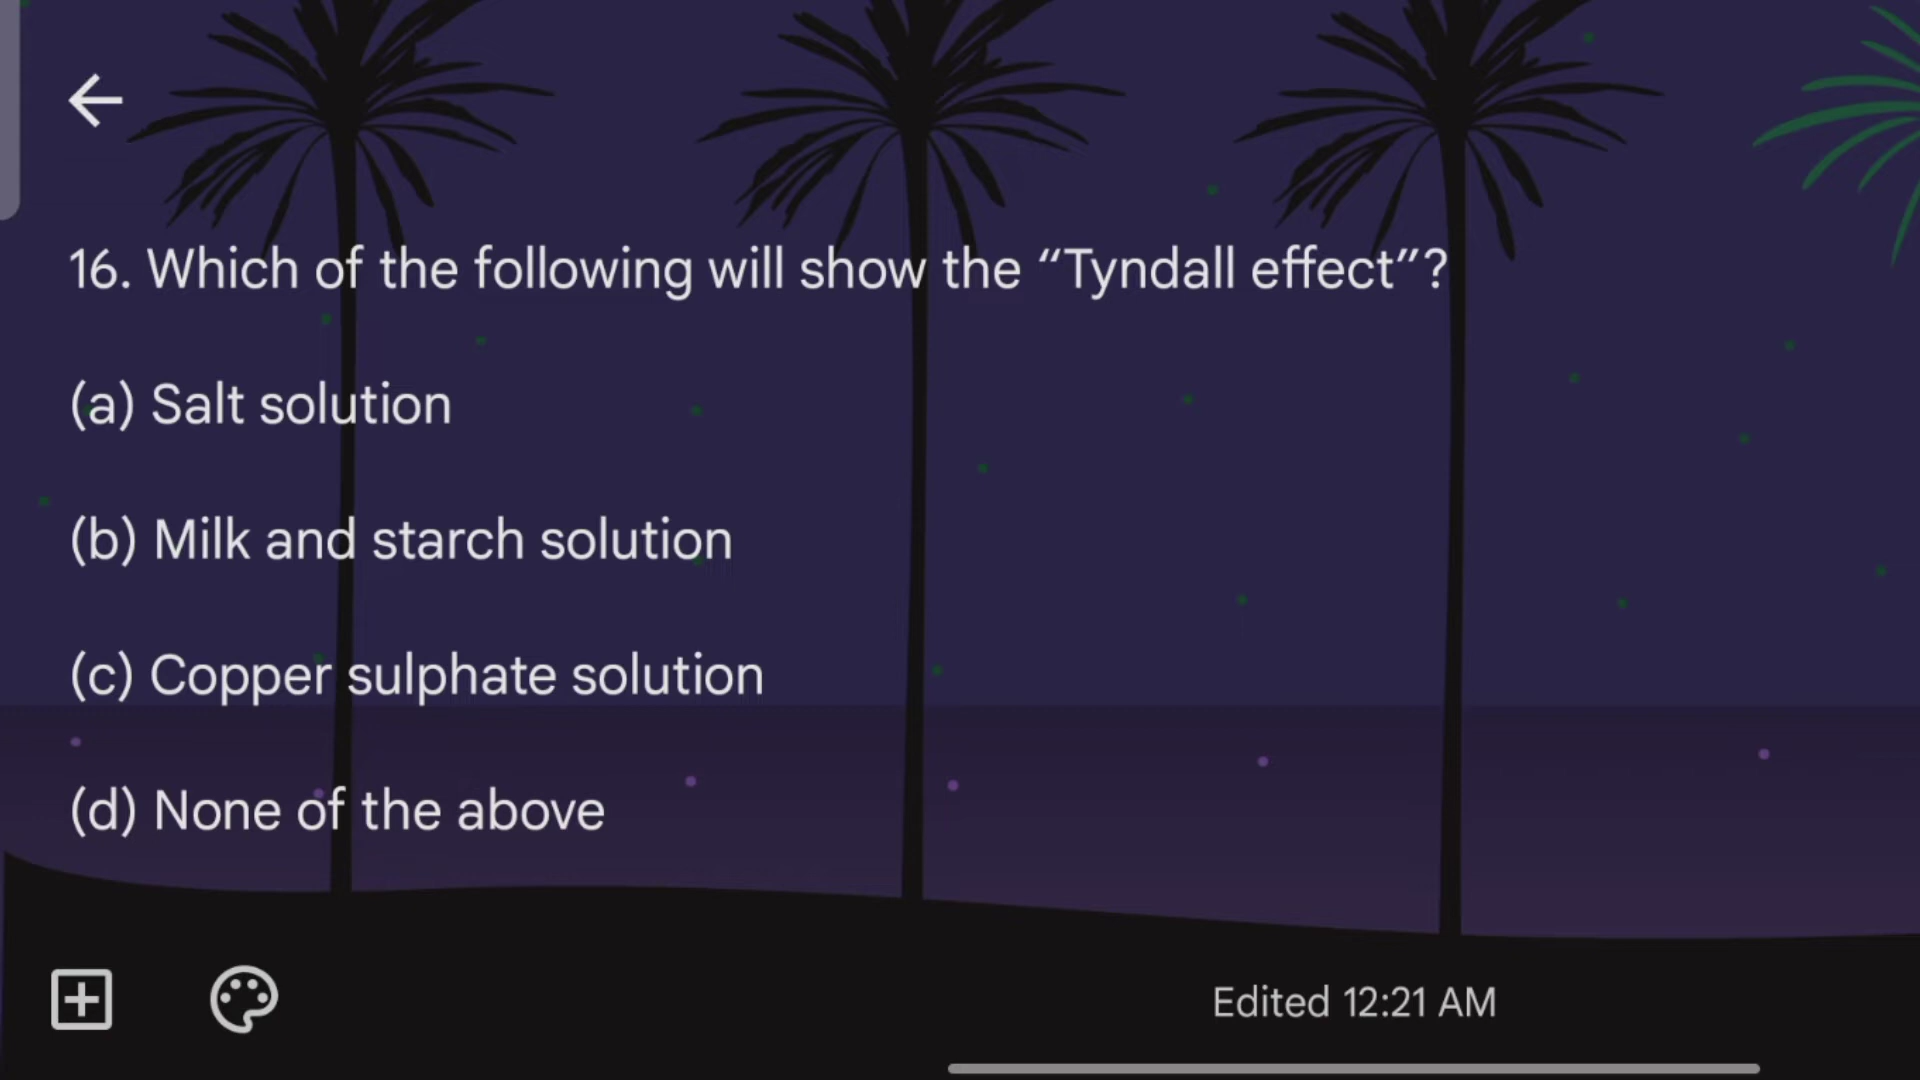 16. Which of the following will show the “Tyndall effect”?
(a) Salt solution
(b) Milk and starch solution
(c) Copper sulphate solution
(d) None of the above
Edited 12:21 AM